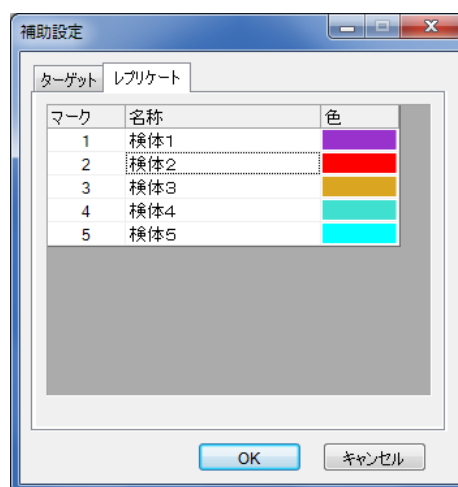 補助設定
ターゲット レプリケート
マーク 名称 色
1 検体1
2 検体2
3 検体3
4 検体4
5 検体5
OK キャンセル